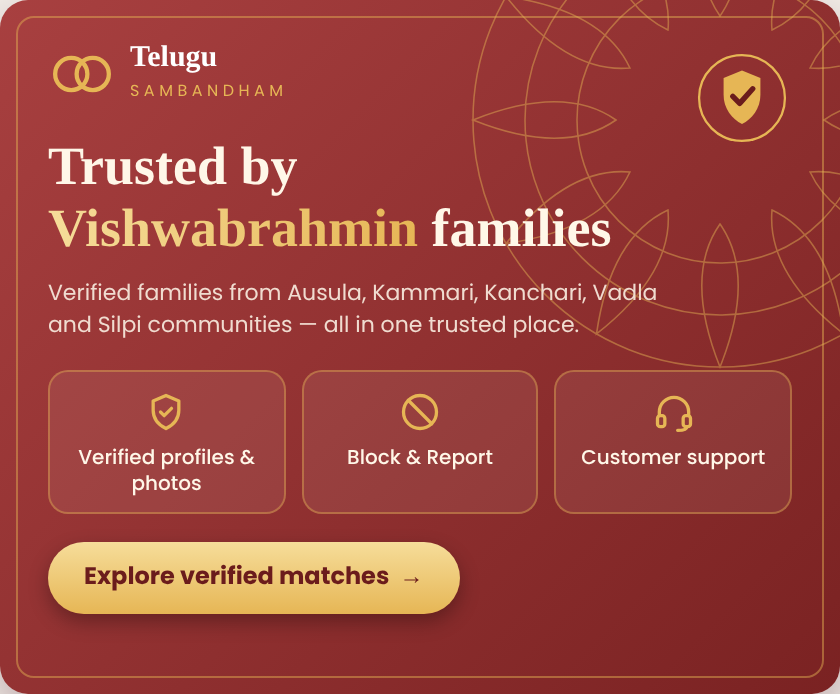 Telugu
SAMBANDHAM
Trusted by
Vishwabrahmin families
Verified families from Ausula, Kammari, Kanchari, Vadla
and Silpi communities — all in one trusted place.
Verified profiles &
photos
Block & Report
Customer support
Explore verified matches →